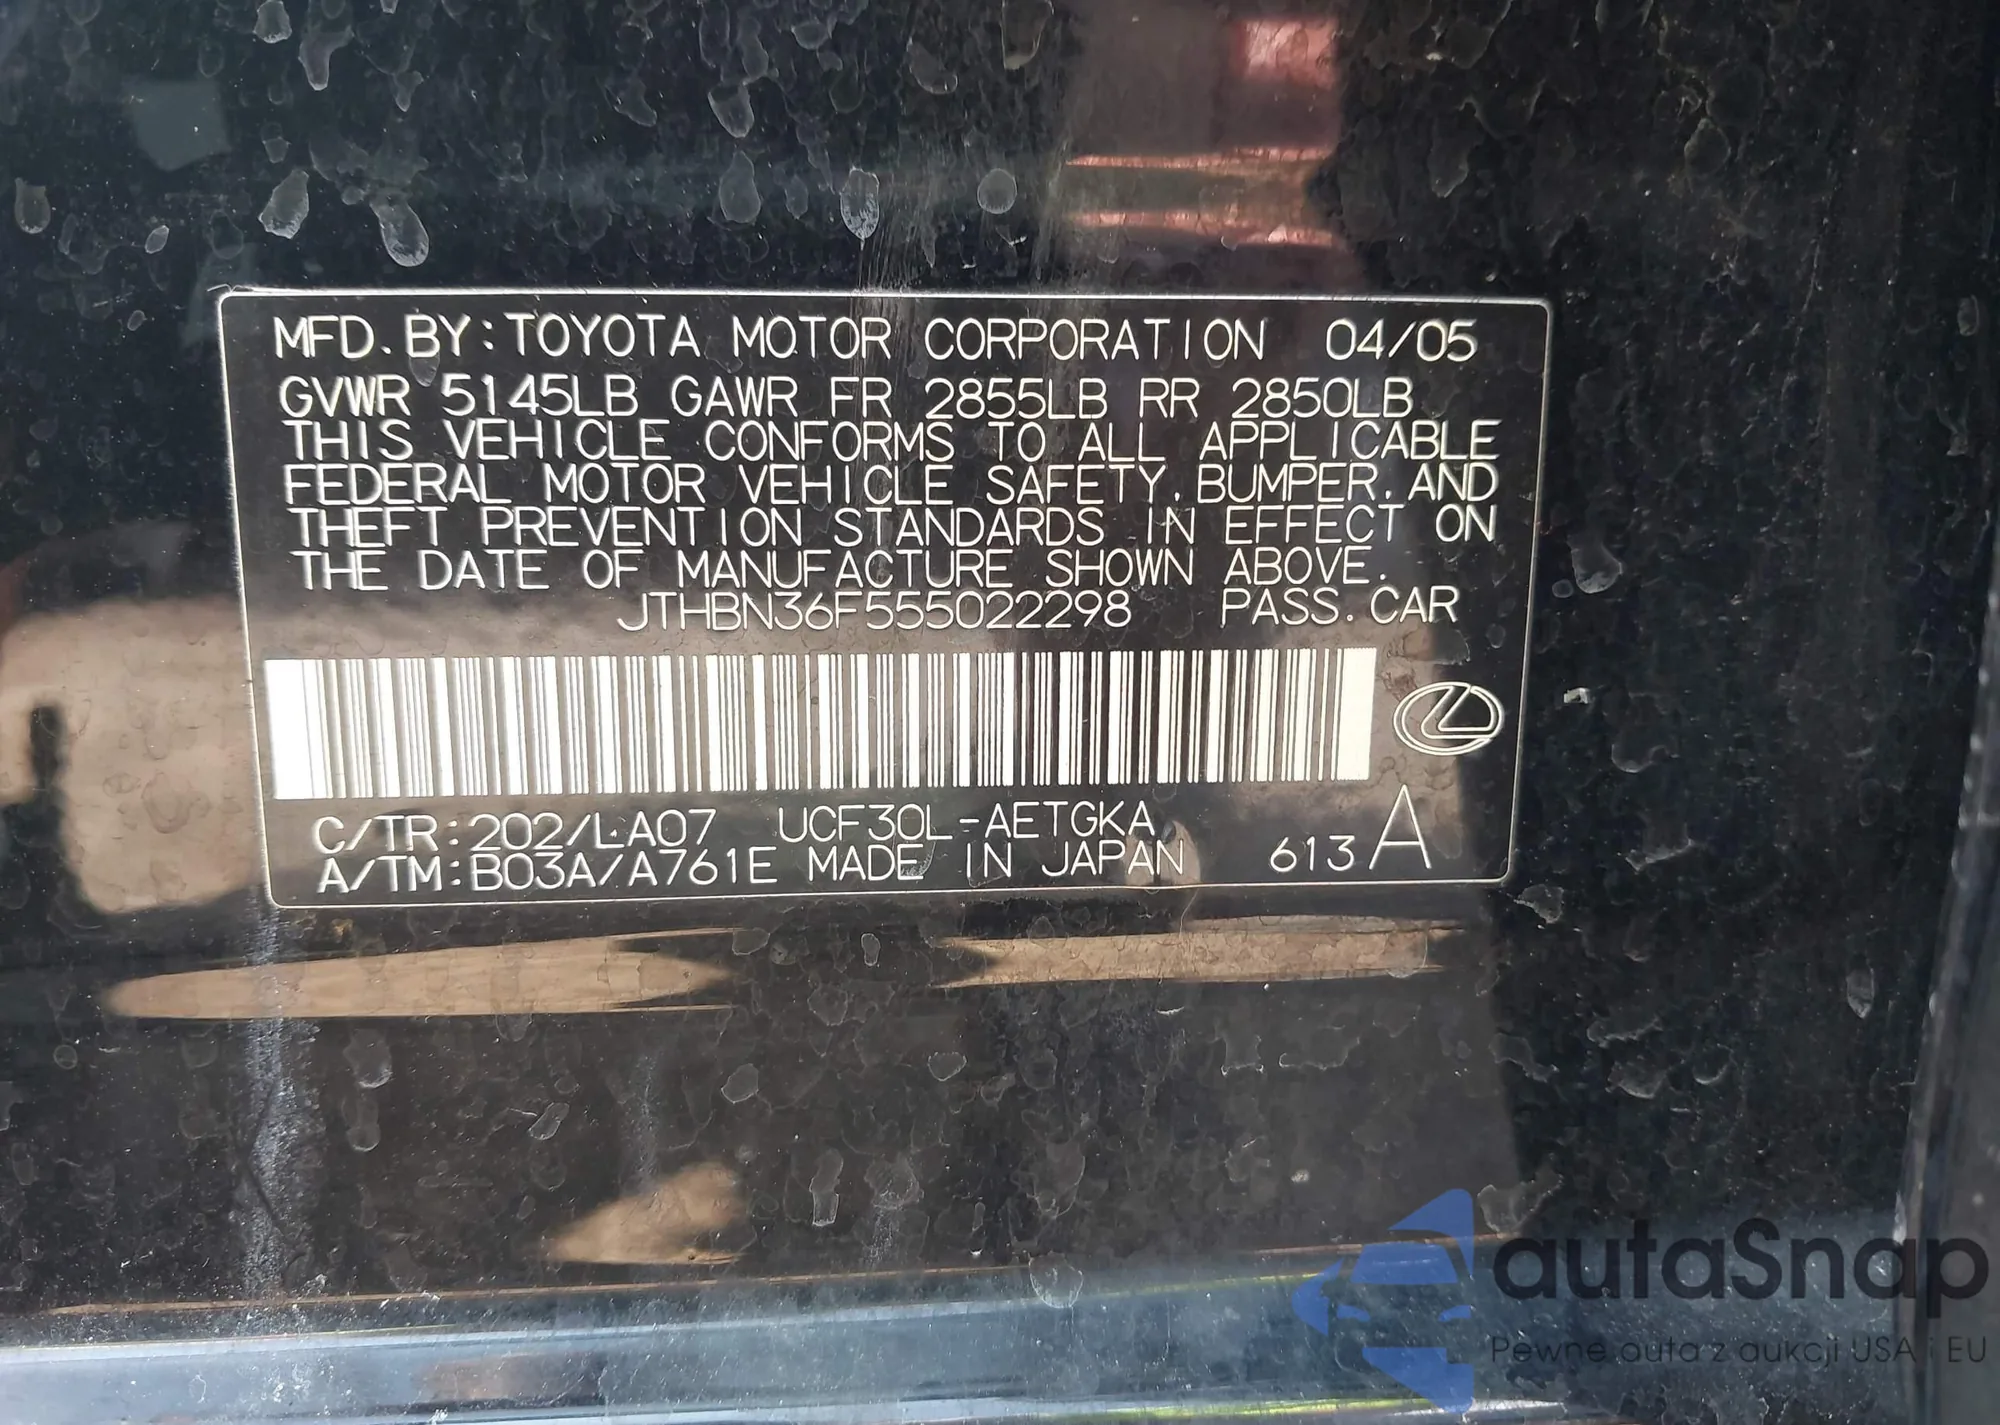 MFD. BY: TOYOTA MOTOR CORPORATION 04/05
GVWR 5145LB GAWR FR 2855LB RR 2850LB
THIS VEHICLE CONFORMS TO ALL APPLICABLE
FEDERAL MOTOR VEHICLE SAFETY, BUMPER, AND
THEFT PREVENTION STANDARDS IN EFFECT ON
THE DATE OF MANUFACTURE SHOWN ABOVE.
JTHBN36F555022298 PASS. CAR
C/TR: 202/LA07 UCF30L-AETGKA
A/TM: B03A/A761E MADE IN JAPAN 613 A
autaSnap
Pewne auta z aukcji USA i EU